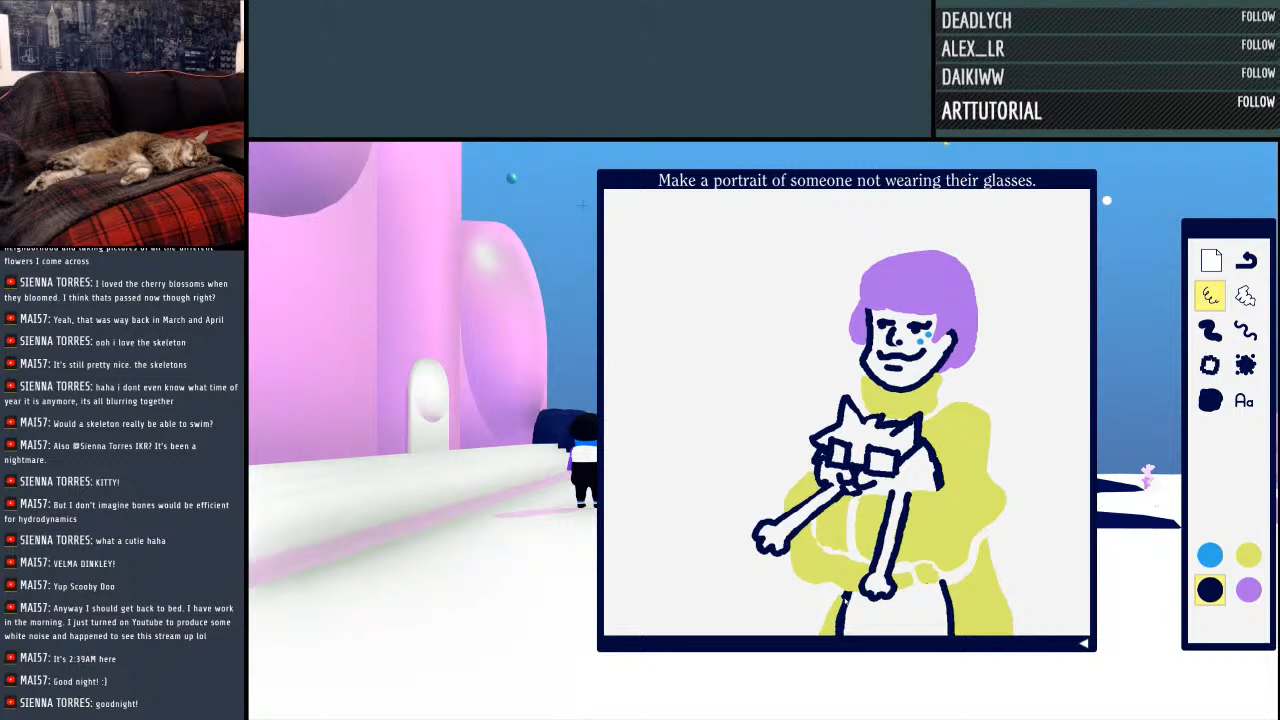 DEADLYCH FOLLOW
ALEX_LR FOLLOW
DAIKIWW FOLLOW
ARTTUTORIAL FOLLOW
Make a portrait of someone not wearing their glasses.
Aa
neighborhood and taking pictures of all the different
flowers I come across
SIENNA TORRES: I loved the cherry blossoms when
they bloomed. I think thats passed now though right?
MAI57: Yeah, that was way back in March and April
SIENNA TORRES: ooh i love the skeleton
MAI57: It's still pretty nice. the skeletons
SIENNA TORRES: haha i dont even know what time of
year it is anymore, its all blurring together
MAI57: Would a skeleton really be able to swim?
MAI57: Also @Sienna Torres IKR? It's been a
nightmare.
SIENNA TORRES: KITTY!
MAI57: But I don't imagine bones would be efficient
for hydrodynamics
SIENNA TORRES: what a cutie haha
MAI57: VELMA DINKLEY!
MAI57: Yup Scooby Doo
MAI57: Anyway I should get back to bed. I have work
in the morning. I just turned on Youtube to produce some
white noise and happened to see this stream up lol
MAI57: It's 2:39AM here
MAI57: Good night! :)
SIENNA TORRES: goodnight!